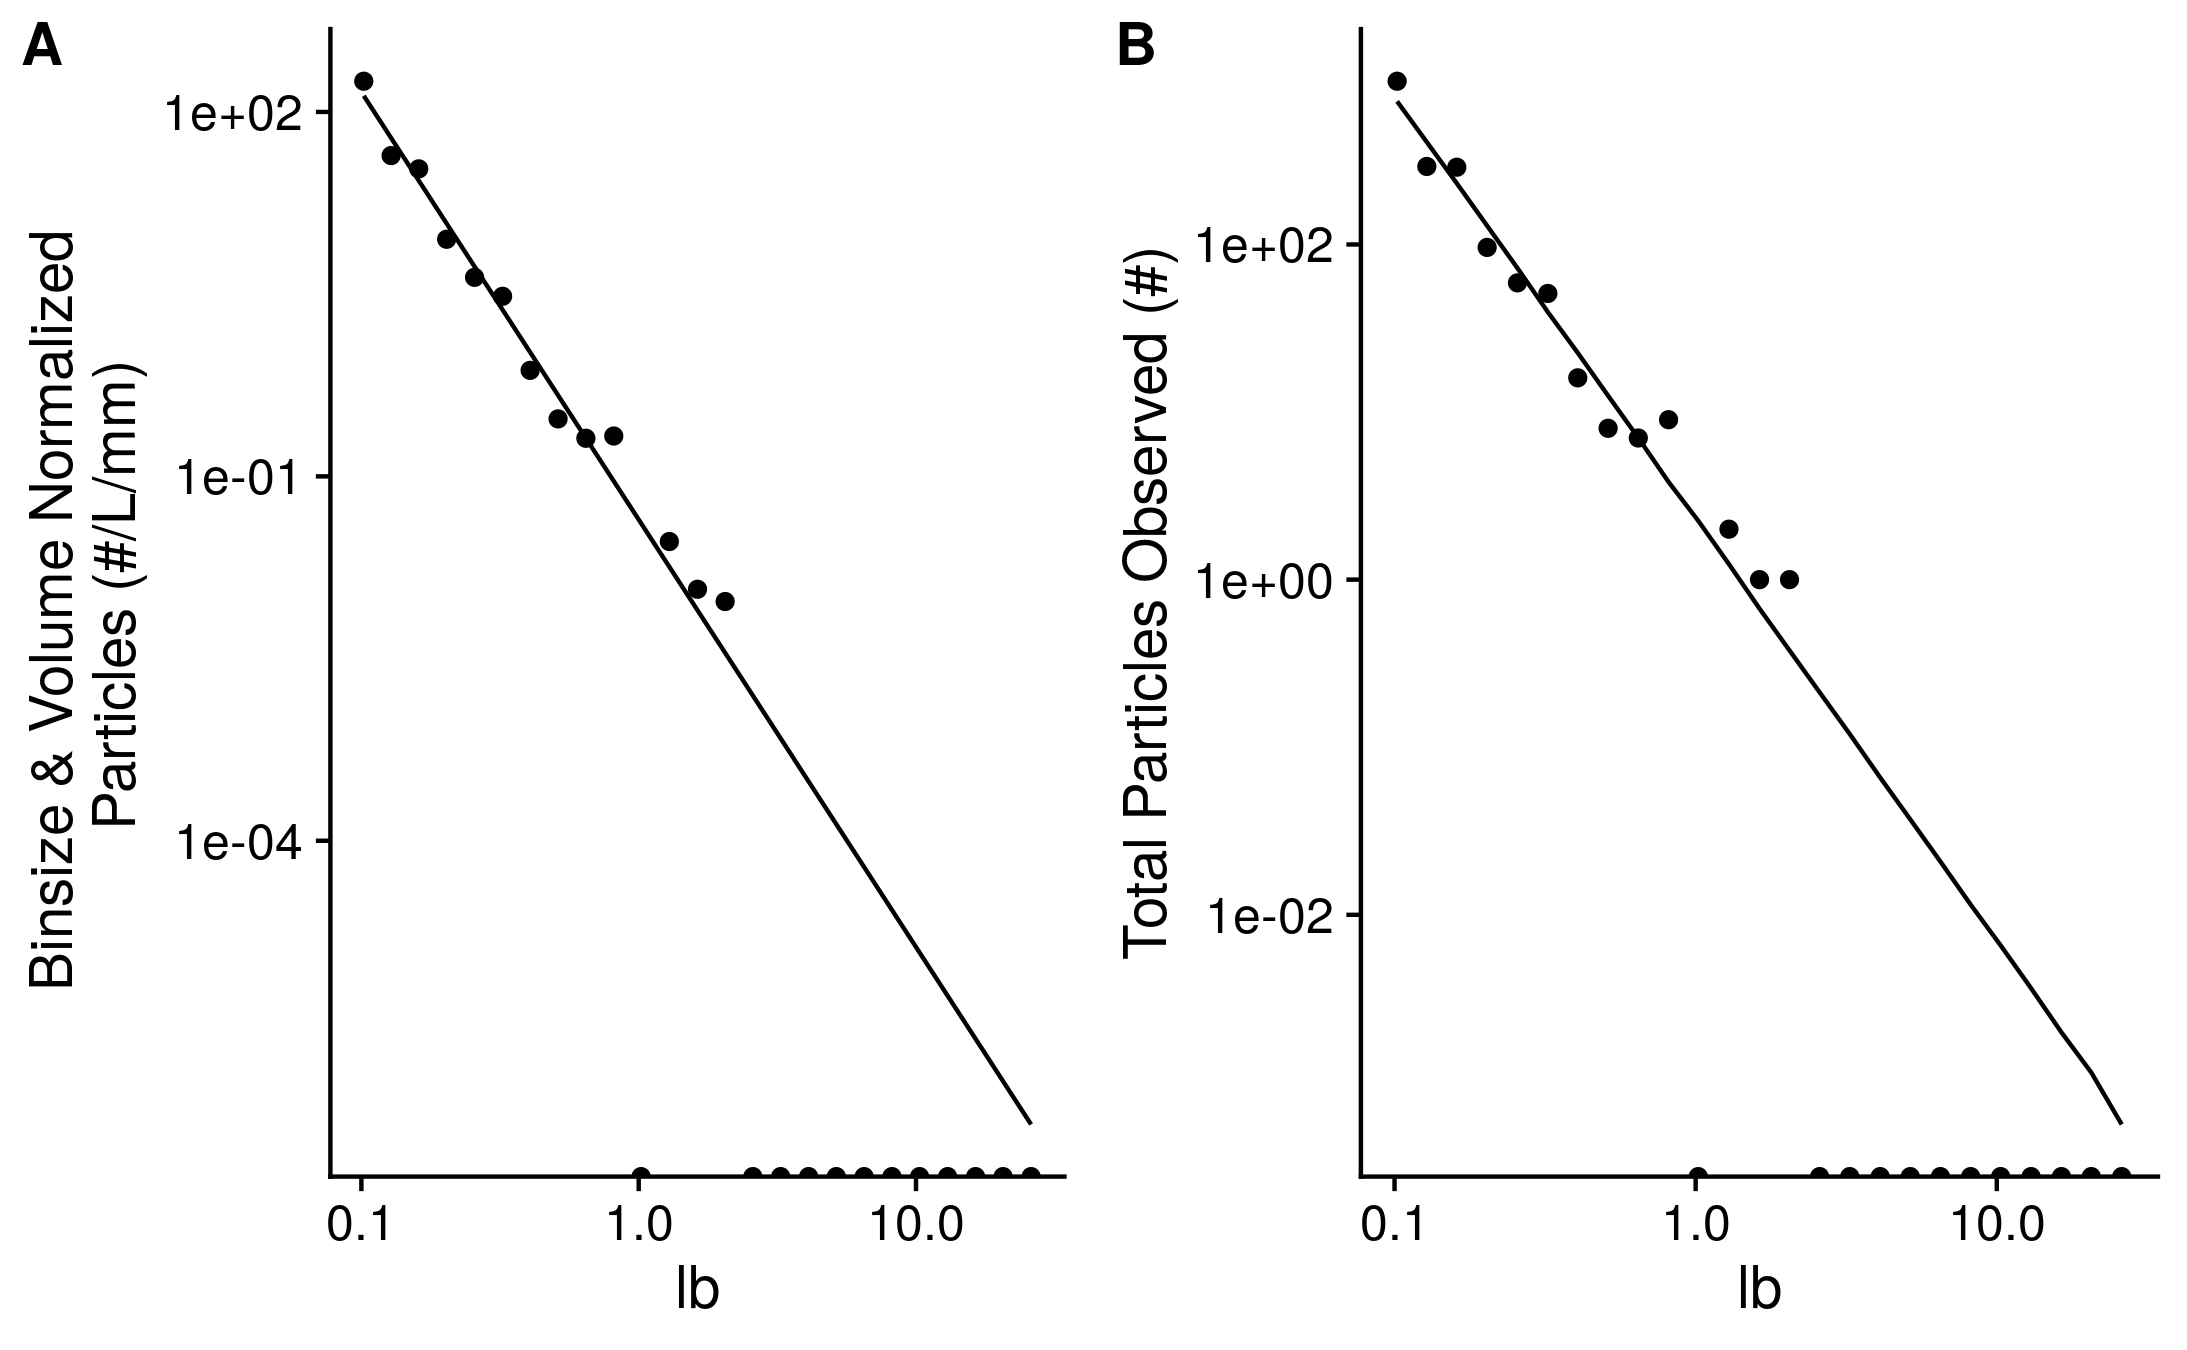 A
Binsize & Volume Normalized
Particles (#/L/mm)
1e+02
1e-01
1e-04
0.1
1.0
10.0
lb
B
Total Particles Observed (#)
1e+02
1e+00
1e-02
0.1
1.0
10.0
lb